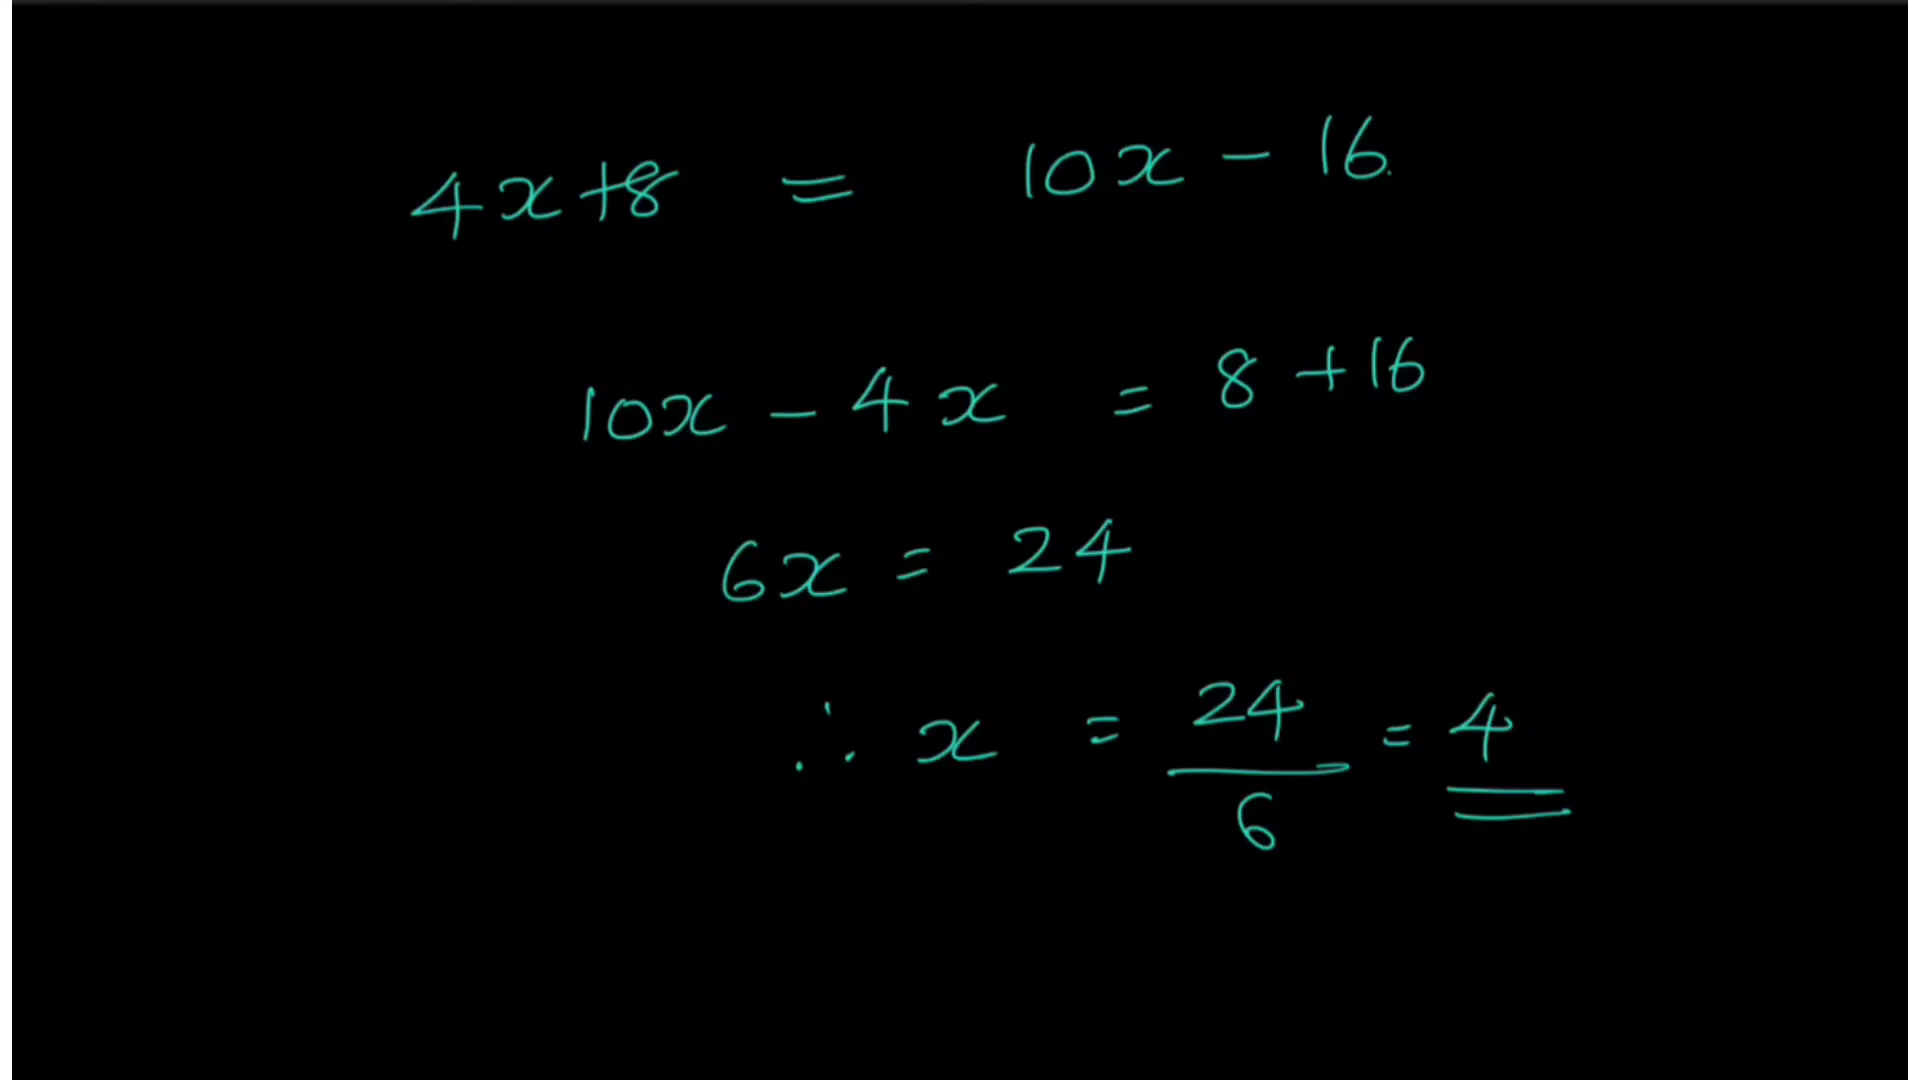 4x+8 = 10x - 16.
10x - 4x = 8 + 16
6x = 24
∴ x = 24/6 = 4